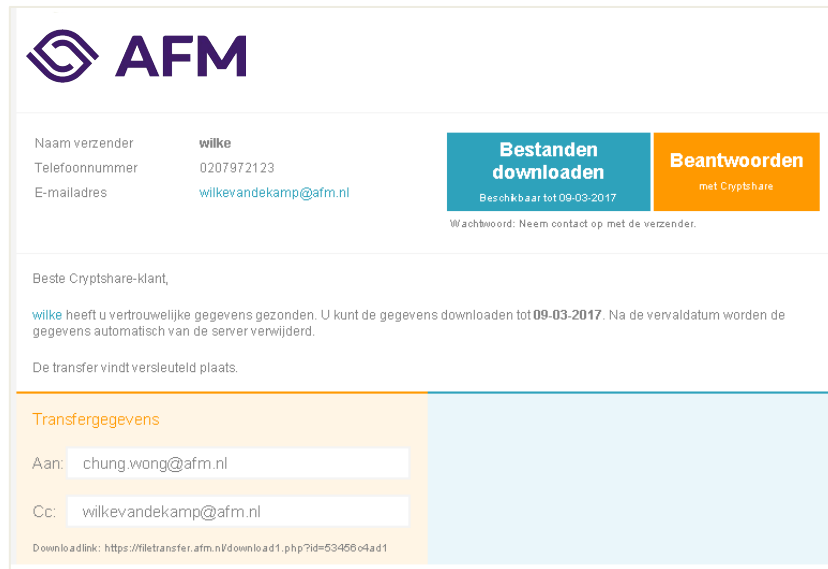 AFM
Naam verzender wilke
Telefoonnummer 0207972123
E-mailadres wilkevandekamp@afm.nl
Bestanden
downloaden
Beschikbaar tot 09-03-2017
Beantwoorden
met Cryptshare
Wachtwoord: Neem contact op met de verzender.
Beste Cryptshare-klant,
wilke heeft u vertrouwelijke gegevens gezonden. U kunt de gegevens downloaden tot 09-03-2017. Na de vervaldatum worden de
gegevens automatisch van de server verwijderd.
De transfer vindt versleuteld plaats.
Transfergegevens
Aan: chung.wong@afm.nl
Cc: wilkevandekamp@afm.nl
Downloadlink: https://filetransfer.afm.nl/download1.php?id=53456c4ad1